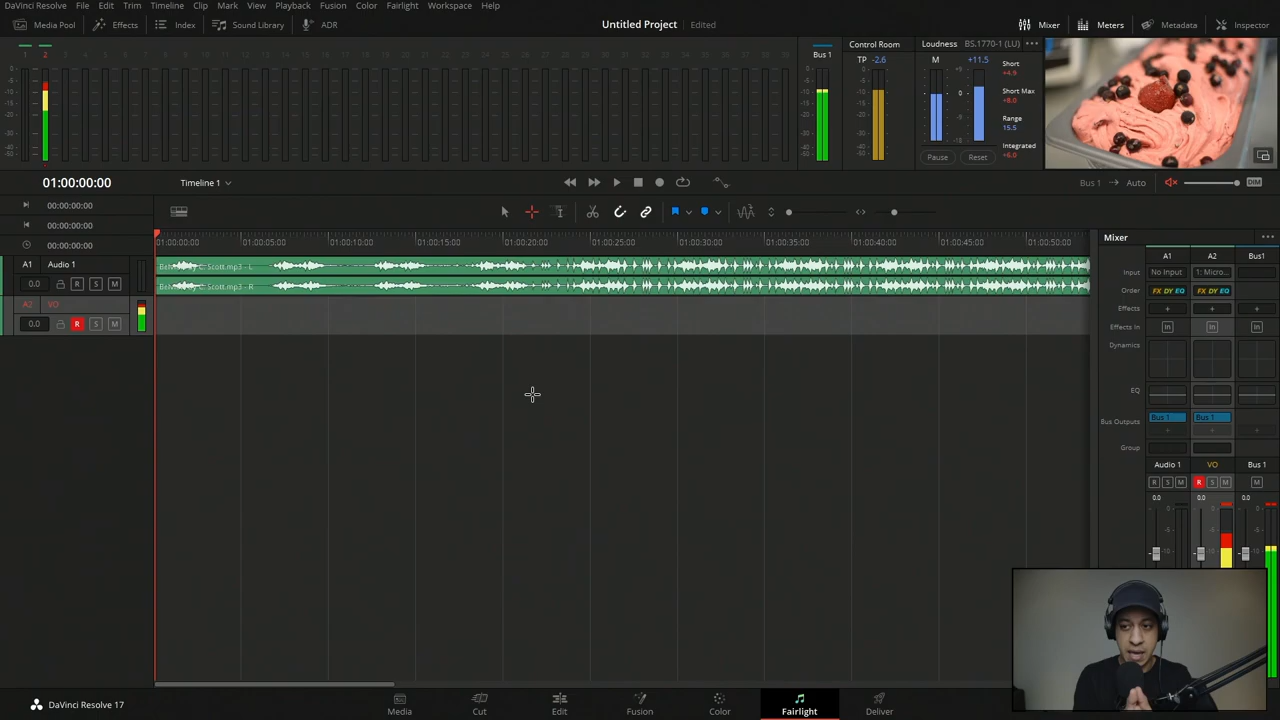 DaVinci Resolve File Edit Trim Timeline Clip Mark View Playback Fusion Color Fairlight Workspace Help
Media Pool Effects Index Sound Library ADR Untitled Project Edited Mixer Meters Metadata Inspector
Bus 1 Control Room Loudness BS.1770-1 (LU)
TP -2.6 M +11.5 Short
+4.9
Short Max
+8.0
Range
15.5
Integrated
+6.0
Pause Reset
01:00:00:00 Timeline 1 Bus 1 Auto DIM
00:00:00:00
00:00:00:00
00:00:00:00
01:00:00:00 01:00:05:00 01:00:10:00 01:00:15:00 01:00:20:00 01:00:25:00 01:00:30:00 01:00:35:00 01:00:40:00 01:00:45:00 01:00:50:00
A1 Audio 1
0.0 R S M
A2 VO
0.0 R S M
Mixer
A1 A2 Bus1
Input No Input 1: Micro...
Order FX DY EQ FX DY EQ FX DY EQ
Effects + + +
Effects In
Dynamics
EQ
Bus Outputs Bus 1 Bus 1
Group
Audio 1 VO Bus 1
R S M R S M M
0.0 0.0 0.0
DaVinci Resolve 17 Media Cut Edit Fusion Color Fairlight Deliver